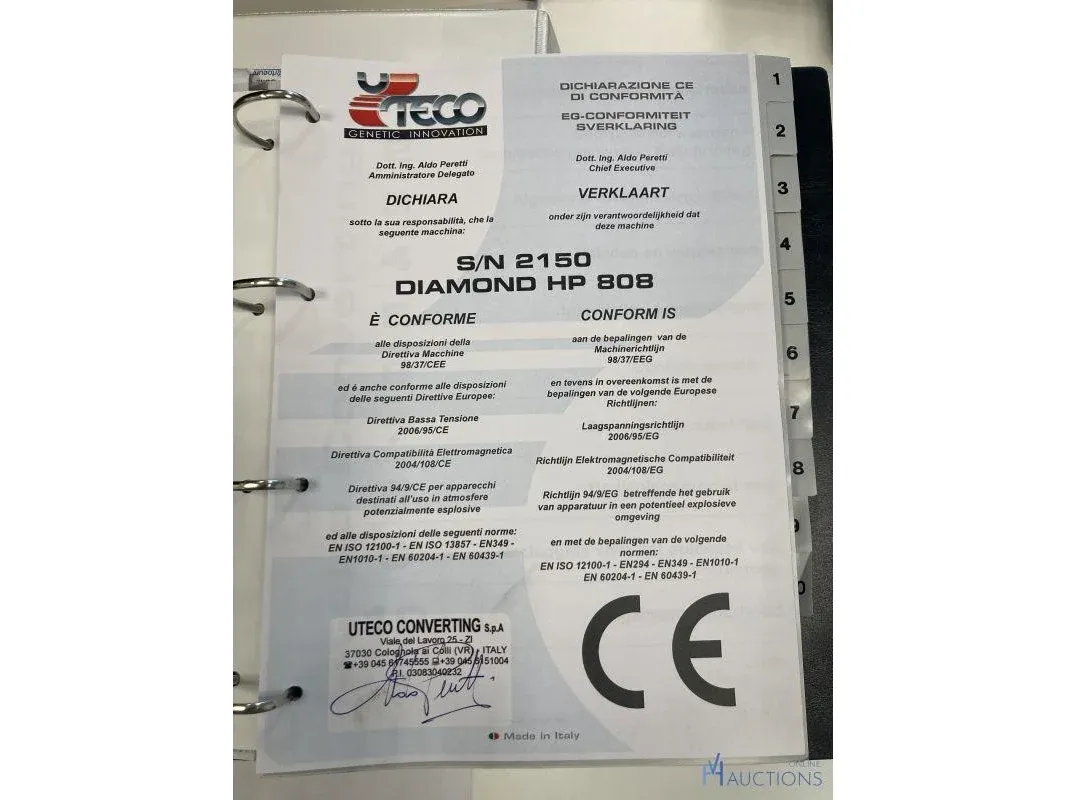 UTECO
GENETIC INNOVATION
Dott. Ing. Aldo Peretti
Amministratore Delegato
DICHIARA
sotto la sua responsabilità, che la
seguente macchina:
DICHIARAZIONE CE
DI CONFORMITÀ
EG-CONFORMITEIT
SVERKLARING
Dott. Ing. Aldo Peretti
Chief Executive
VERKLAART
onder zijn verantwoordelijkheid dat
deze machine
S/N 2150
DIAMOND HP 808
È CONFORME
alle disposizioni della
Direttiva Macchine
98/37/CEE
ed é anche conforme alle disposizioni
delle seguenti Direttive Europee:
Direttiva Bassa Tensione
2006/95/CE
Direttiva Compatibilità Elettromagnetica
2004/108/CE
Direttiva 94/9/CE per apparecchi
destinati all'uso in atmosfere
potenzialmente esplosive
ed alle disposizioni delle seguenti norme:
EN ISO 12100-1 - EN ISO 13857 - EN349 -
EN1010-1 - EN 60204-1 - EN 60439-1
CONFORM IS
aan de bepalingen van de
Machinerichtlijn
98/37/EEG
en tevens in overeenkomst is met de
bepalingen van de volgende Europese
Richtlijnen:
Laagspanningsrichtlijn
2006/95/EG
Richtlijn Elektromagnetische Compatibiliteit
2004/108/EG
Richtlijn 94/9/EG betreffende het gebruik
van apparatuur in een potentieel explosieve
omgeving
en met de bepalingen van de volgende
normen:
EN ISO 12100-1 - EN294 - EN349 - EN1010-1
EN 60204-1 - EN 60439-1
UTECO CONVERTING S.p.A
Viale del Lavoro 25 - ZI
37030 Colognola ai Colli (VR) ITALY
+39 045 6174555 +39 045 6151004
P.I. 03083040232
CE
Made in Italy
1
2
3
4
5
6
7
8
9
0
ONLINE
AUCTIONS